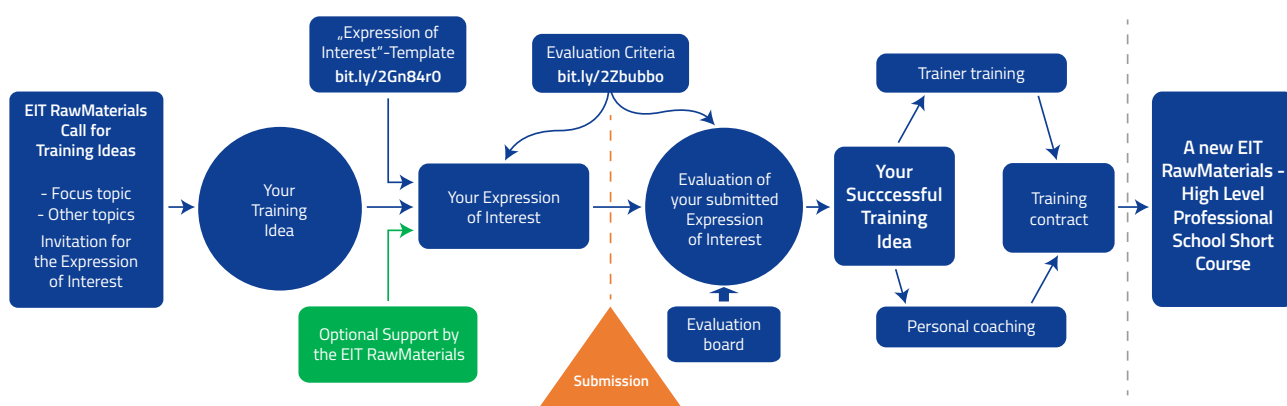 EIT RawMaterials
Call for
Training Ideas
- Focus topic
- Other topics
Invitation for
the Expression
of Interest
Your
Training
Idea
„Expression of
Interest“-Template
bit.ly/2Gn84r0
Optional Support by
the EIT RawMaterials
Evaluation Criteria
bit.ly/2Zbubbo
Your Expression
of Interest
Submission
Evaluation of
your submitted
Expression
of Interest
Evaluation
board
Your
Succcessful
Training
Idea
Trainer training
Personal coaching
Training
contract
A new EIT
RawMaterials -
High Level
Professional
School Short
Course